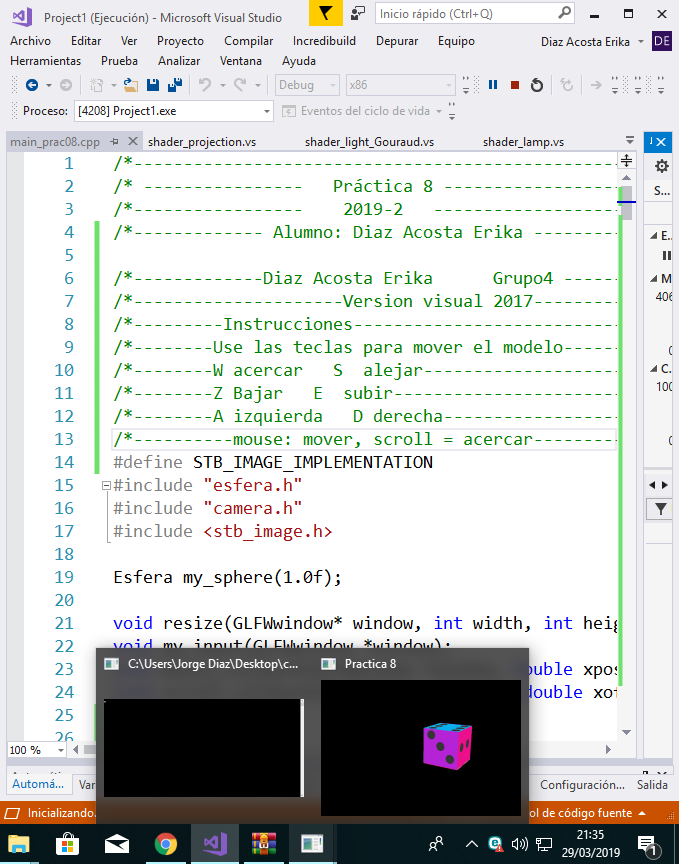 Project1 (Ejecución) - Microsoft Visual Studio
Inicio rápido (Ctrl+Q)
Archivo Editar Ver Proyecto Compilar Incredibuild Depurar Equipo
Diaz Acosta Erika DE
Herramientas Prueba Analizar Ventana Ayuda
Debug x86
Proceso: [4208] Project1.exe Eventos del ciclo de vida
main_prac08.cpp shader_projection.vs shader_light_Gouraud.vs shader_lamp.vs
1 /*------------------------------------------------
2 /* ---------------- Práctica 8 ------------------
3 /*----------------- 2019-2 -------------------
4 /*------------- Alumno: Diaz Acosta Erika ---------
5
6 /*-------------Diaz Acosta Erika Grupo4 ------
7 /*---------------------Version visual 2017--------
8 /*---------Instrucciones--------------------------
9 /*--------Use las teclas para mover el modelo-----
10 /*--------W acercar S alejar-------------------
11 /*--------Z Bajar E subir----------------------
12 /*--------A izquierda D derecha-----------------
13 /*----------mouse: mover, scroll = acercar--------
14 #define STB_IMAGE_IMPLEMENTATION
15 #include "esfera.h"
16 #include "camera.h"
17 #include <stb_image.h>
18
19 Esfera my_sphere(1.0f);
20
21 void resize(GLFWwindow* window, int width, int heig
22 void my_input(GLFWwindow *window);
23 double xpos
24 double xof
25
26
S...
E...
M
406
0
C.
100
0
C:\Users\Jorge Diaz\Desktop\c... Practica 8
100 %
Automá... Configuración... Salida
Inicializando. ol de código fuente
21:35
29/03/2019
1